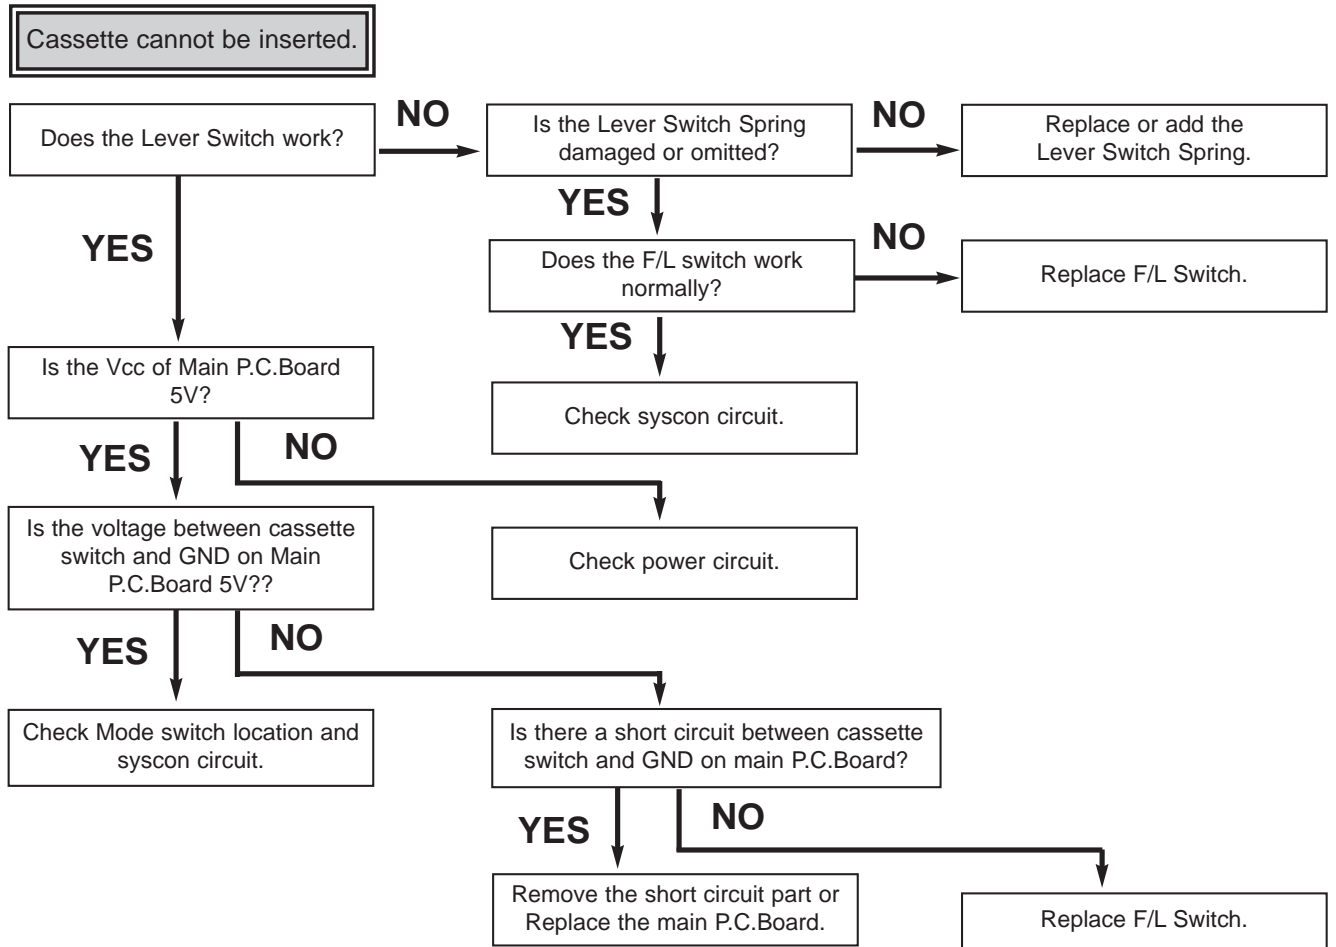 Cassette cannot be inserted.
Does the Lever Switch work?
NO
Is the Lever Switch Spring
damaged or omitted?
NO
Replace or add the
Lever Switch Spring.
YES
YES
Does the F/L switch work
normally?
NO
Replace F/L Switch.
YES
Is the Vcc of Main P.C.Board
5V?
Check syscon circuit.
YES
NO
Is the voltage between cassette
switch and GND on Main
P.C.Board 5V??
Check power circuit.
YES
NO
Check Mode switch location and
syscon circuit.
Is there a short circuit between cassette
switch and GND on main P.C.Board?
YES
NO
Remove the short circuit part or
Replace the main P.C.Board.
Replace F/L Switch.